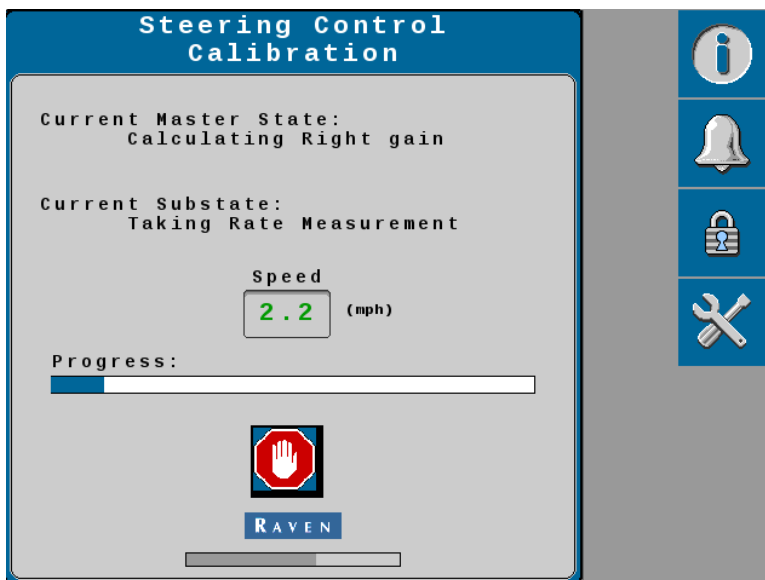 Steering Control
Calibration
Current Master State:
Calculating Right gain
Current Substate:
Taking Rate Measurement
Speed
2.2 (mph)
Progress:
RAVEN